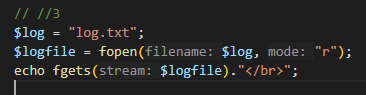 // //3
$log = "log.txt";
$logfile = fopen(filename: $log, mode: "r");
echo fgets(stream: $logfile)."</br>";